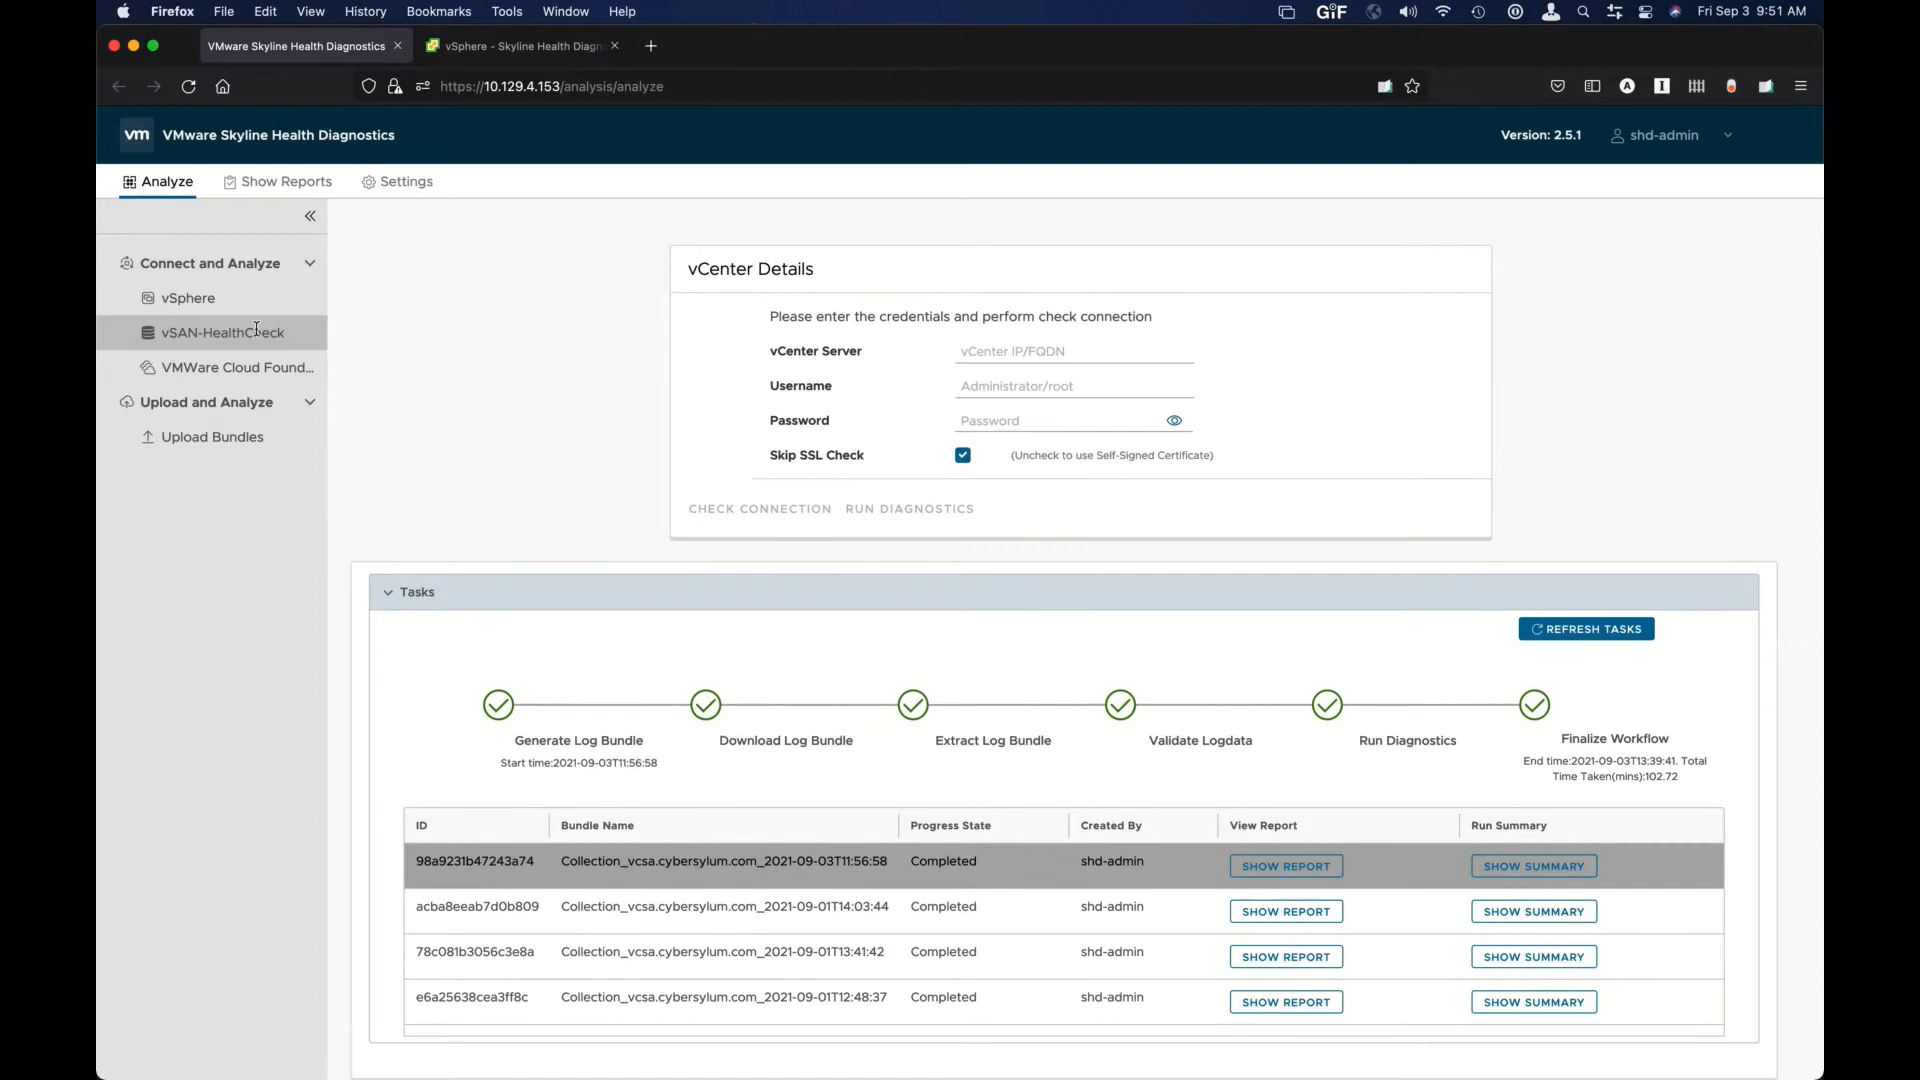 Firefox File Edit View History Bookmarks Tools Window Help GIF Fri Sep 3 9:51 AM
VMware Skyline Health Diagnostics vSphere - Skyline Health Diagn
https://10.129.4.153/analysis/analyze
vm VMware Skyline Health Diagnostics Version: 2.5.1 shd-admin
Analyze Show Reports Settings
Connect and Analyze
vSphere
vSAN-HealthCheck
VMWare Cloud Found...
Upload and Analyze
Upload Bundles
vCenter Details
Please enter the credentials and perform check connection
vCenter Server vCenter IP/FQDN
Username Administrator/root
Password Password
Skip SSL Check (Uncheck to use Self-Signed Certificate)
CHECK CONNECTION RUN DIAGNOSTICS
Tasks
REFRESH TASKS
Generate Log Bundle Download Log Bundle Extract Log Bundle Validate Logdata Run Diagnostics Finalize Workflow
Start time:2021-09-03T11:56:58 End time:2021-09-03T13:39:41. Total
Time Taken(mins):102.72
ID Bundle Name Progress State Created By View Report Run Summary
98a9231b47243a74 Collection_vcsa.cybersylum.com_2021-09-03T11:56:58 Completed shd-admin SHOW REPORT SHOW SUMMARY
acba8eeab7d0b809 Collection_vcsa.cybersylum.com_2021-09-01T14:03:44 Completed shd-admin SHOW REPORT SHOW SUMMARY
78c081b3056c3e8a Collection_vcsa.cybersylum.com_2021-09-01T13:41:42 Completed shd-admin SHOW REPORT SHOW SUMMARY
e6a25638cea3ff8c Collection_vcsa.cybersylum.com_2021-09-01T12:48:37 Completed shd-admin SHOW REPORT SHOW SUMMARY